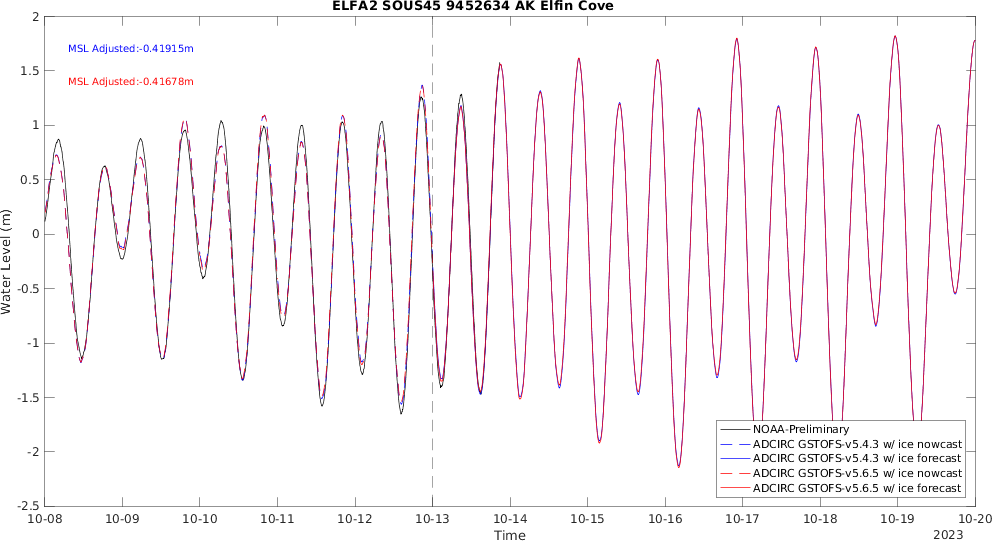 ELFA2 SOUS45 9452634 AK Elfin Cove
MSL Adjusted:-0.41915m
MSL Adjusted:-0.41678m
2
1.5
1
0.5
0
-0.5
-1
-1.5
-2
-2.5
Water Level (m)
NOAA-Preliminary
ADCIRC GSTOFS-v5.4.3 w/ ice nowcast
ADCIRC GSTOFS-v5.4.3 w/ ice forecast
ADCIRC GSTOFS-v5.6.5 w/ ice nowcast
ADCIRC GSTOFS-v5.6.5 w/ ice forecast
10-08 10-09 10-10 10-11 10-12 10-13 10-14 10-15 10-16 10-17 10-18 10-19 10-20
Time
2023